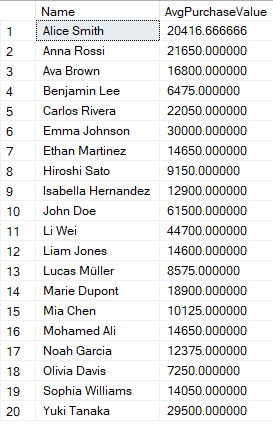 Name AvgPurchaseValue
1 Alice Smith 20416.666666
2 Anna Rossi 21650.000000
3 Ava Brown 16800.000000
4 Benjamin Lee 6475.000000
5 Carlos Rivera 22050.000000
6 Emma Johnson 30000.000000
7 Ethan Martinez 14650.000000
8 Hiroshi Sato 9150.000000
9 Isabella Hernandez 12900.000000
10 John Doe 61500.000000
11 Li Wei 44700.000000
12 Liam Jones 14600.000000
13 Lucas Müller 8575.000000
14 Marie Dupont 18900.000000
15 Mia Chen 10125.000000
16 Mohamed Ali 14650.000000
17 Noah Garcia 12375.000000
18 Olivia Davis 7250.000000
19 Sophia Williams 14050.000000
20 Yuki Tanaka 29500.000000